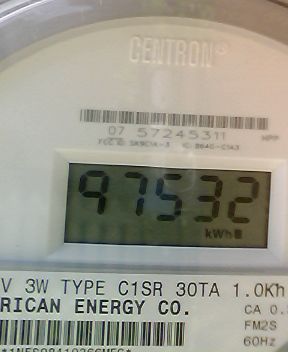 CENTRON®
07 57245311
97532
kWh
V 3W TYPE C1SR 30TA 1.0Kh
RICAN ENERGY CO.
CA 0.
FM2S
60Hz